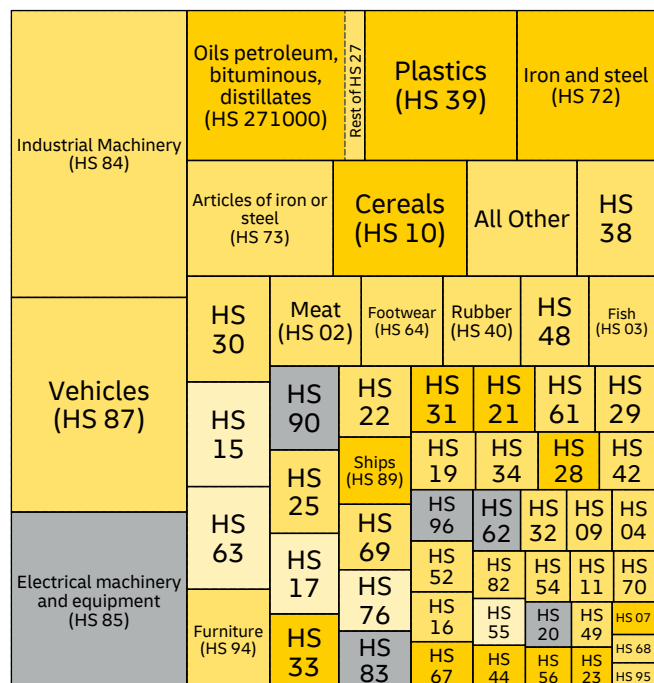 Industrial Machinery
(HS 84)
Vehicles
(HS 87)
Electrical machinery
and equipment
(HS 85)
Oils petroleum,
bituminous,
distillates
(HS 271000)
Rest of HS 27
Plastics
(HS 39)
Iron and steel
(HS 72)
Articles of iron or
steel
(HS 73)
Cereals
(HS 10)
All Other
HS
38
HS
30
Meat
(HS 02)
Footwear
(HS 64)
Rubber
(HS 40)
HS
48
Fish
(HS 03)
HS
15
HS
63
Furniture
(HS 94)
HS
90
HS
25
HS
17
HS
33
HS
22
Ships
(HS 89)
HS
69
HS
76
HS
83
HS
31
HS
21
HS
61
HS
29
HS
19
HS
34
HS
28
HS
42
HS
96
HS
62
HS
32
HS
09
HS
04
HS
52
HS
82
HS
54
HS
11
HS
70
HS
16
HS
55
HS
20
HS
49
HS 07
HS 68
HS
67
HS
44
HS
56
HS
23
HS 95